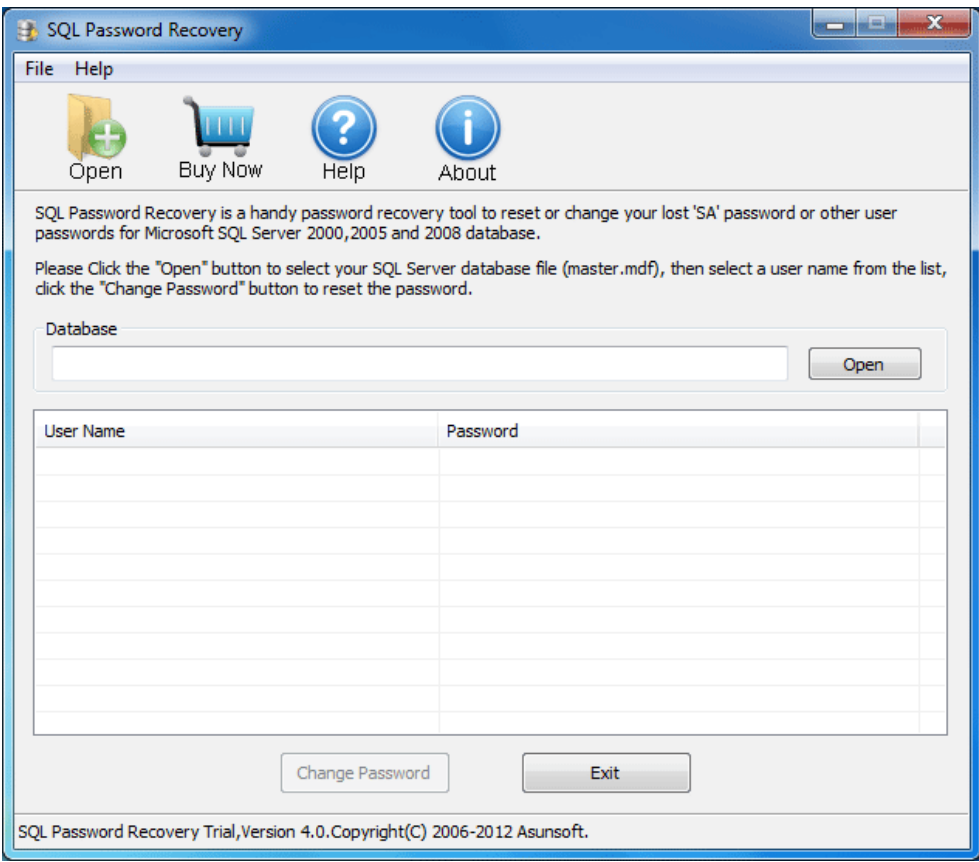 SQL Password Recovery
File Help
Open Buy Now Help About
SQL Password Recovery is a handy password recovery tool to reset or change your lost 'SA' password or other user
passwords for Microsoft SQL Server 2000,2005 and 2008 database.
Please Click the "Open" button to select your SQL Server database file (master.mdf), then select a user name from the list,
click the "Change Password" button to reset the password.
Database
Open
User Name Password
Change Password Exit
SQL Password Recovery Trial,Version 4.0.Copyright(C) 2006-2012 Asunsoft.